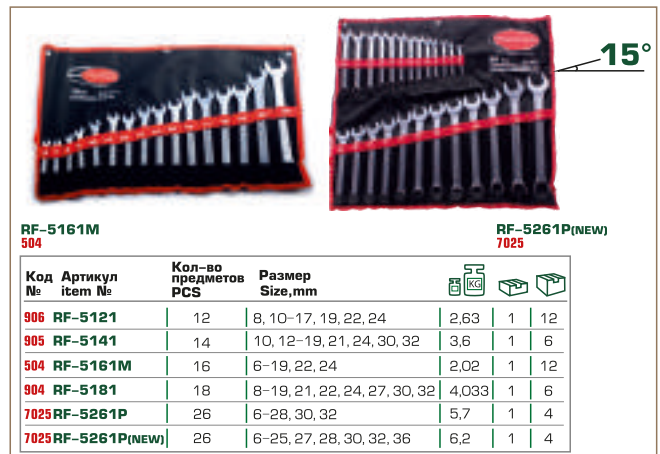 15°
RF-5161M
504
RF-5261P(NEW)
7025
Код Артикул Кол-во предметов Размер
№ item № PCS Size,mm KG
906 RF-5121 12 8, 10-17, 19, 22, 24 2,63 1 12
905 RF-5141 14 10, 12-19, 21, 24, 30, 32 3,6 1 6
504 RF-5161M 16 6-19, 22, 24 2,02 1 12
904 RF-5181 18 8-19, 21, 22, 24, 27, 30, 32 4,033 1 6
7025 RF-5261P 26 6-28, 30, 32 5,7 1 4
7025 RF-5261P(NEW) 26 6-25, 27, 28, 30, 32, 36 6,2 1 4